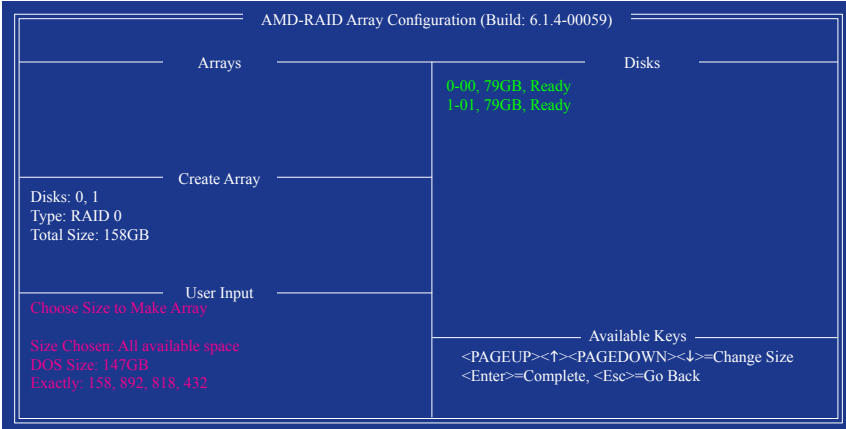 AMD-RAID Array Configuration (Build: 6.1.4-00059)
Arrays
Create Array
Disks: 0, 1
Type: RAID 0
Total Size: 158GB
User Input
Choose Size to Make Array
Size Chosen: All available space
DOS Size: 147GB
Exactly: 158, 892, 818, 432
Disks
0-00, 79GB, Ready
1-01, 79GB, Ready
Available Keys
<PAGEUP><↑><PAGEDOWN><↓>=Change Size
<Enter>=Complete, <Esc>=Go Back